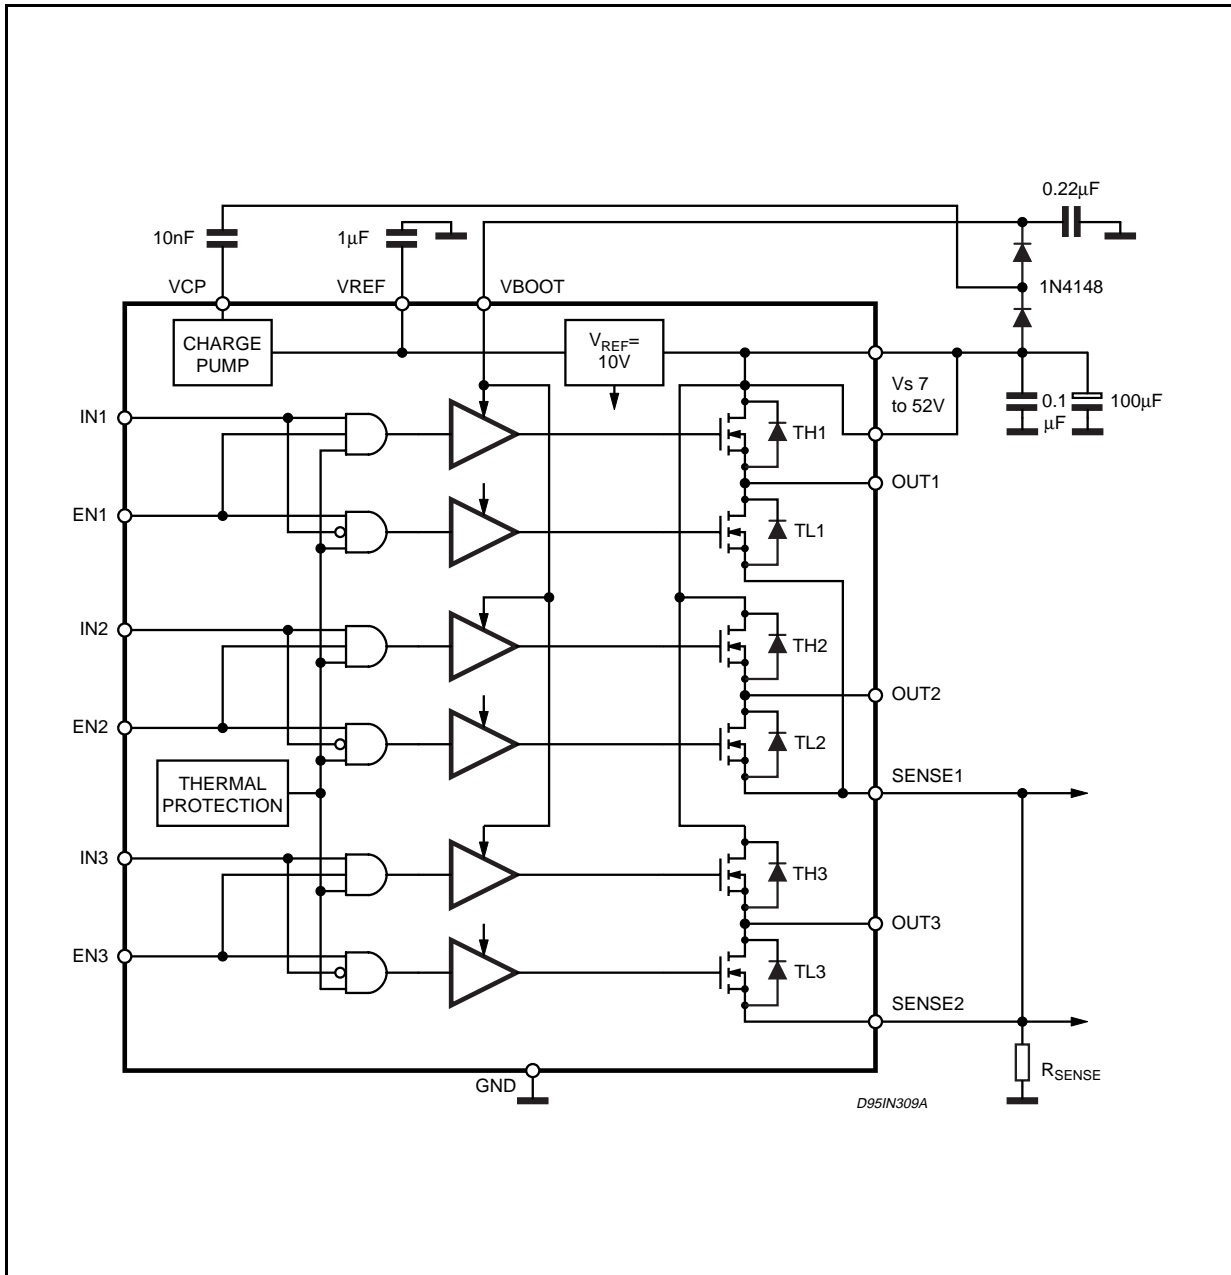 0.22µF
10nF
1µF
VCP
VREF
VBOOT
1N4148
CHARGE
PUMP
VREF=
10V
Vs 7
to 52V
0.1
µF
100µF
IN1
TH1
OUT1
EN1
TL1
IN2
TH2
OUT2
EN2
TL2
SENSE1
THERMAL
PROTECTION
IN3
TH3
OUT3
EN3
TL3
SENSE2
GND
RSENSE
D95IN309A